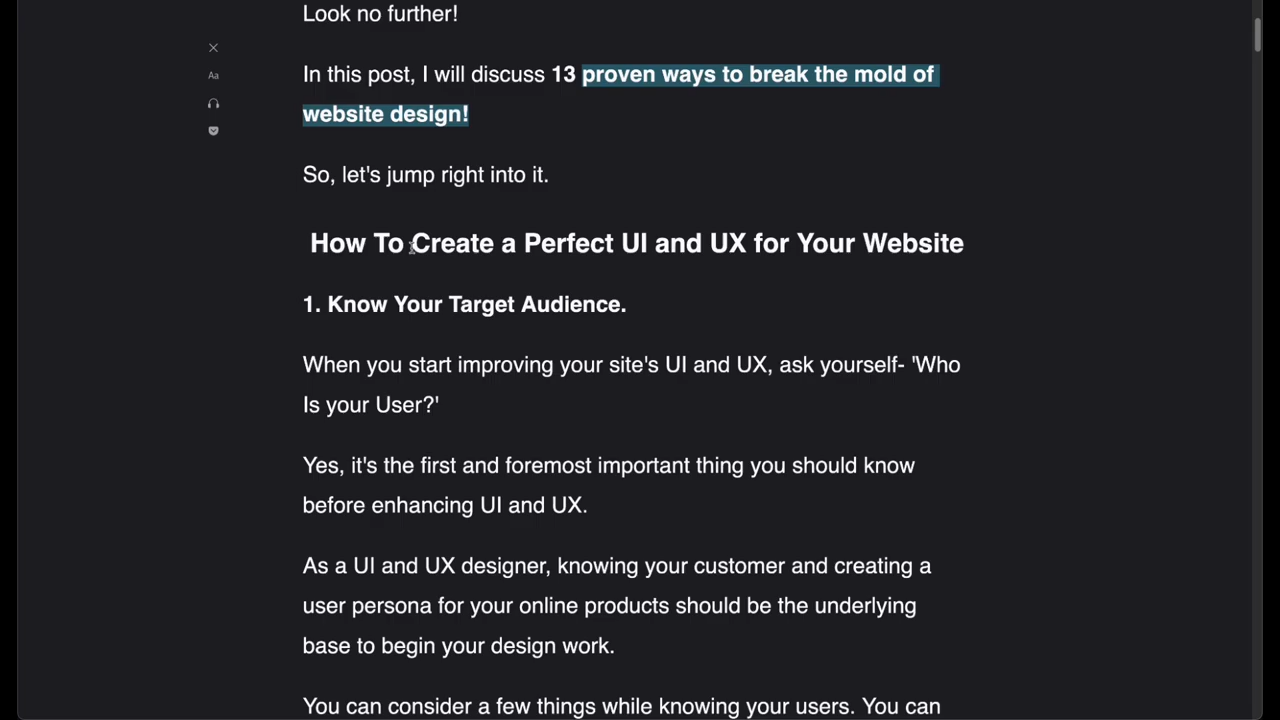 Look no further!
In this post, I will discuss 13 proven ways to break the mold of
website design!
So, let's jump right into it.
How To Create a Perfect UI and UX for Your Website
1. Know Your Target Audience.
When you start improving your site's UI and UX, ask yourself- 'Who
Is your User?'
Yes, it's the first and foremost important thing you should know
before enhancing UI and UX.
As a UI and UX designer, knowing your customer and creating a
user persona for your online products should be the underlying
base to begin your design work.
You can consider a few things while knowing your users. You can
Aa